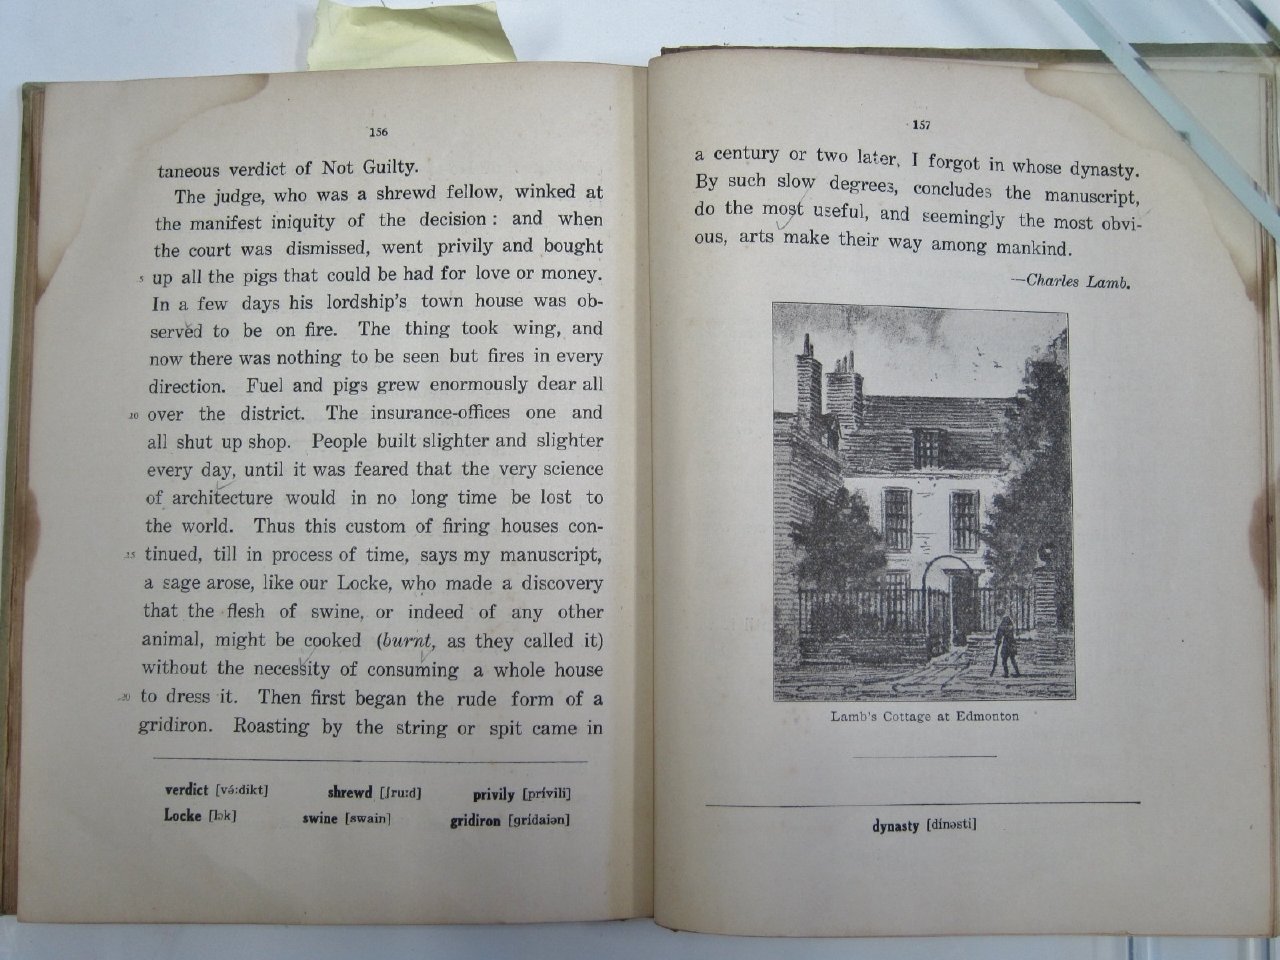 156
taneous verdict of Not Guilty.
The judge, who was a shrewd fellow, winked at
the manifest iniquity of the decision: and when
the court was dismissed, went privily and bought
5 up all the pigs that could be had for love or money.
In a few days his lordship's town house was ob-
served to be on fire. The thing took wing, and
now there was nothing to be seen but fires in every
direction. Fuel and pigs grew enormously dear all
10 over the district. The insurance-offices one and
all shut up shop. People built slighter and slighter
every day, until it was feared that the very science
of architecture would in no long time be lost to
the world. Thus this custom of firing houses con-
15 tinued, till in process of time, says my manuscript,
a sage arose, like our Locke, who made a discovery
that the flesh of swine, or indeed of any other
animal, might be cooked (burnt, as they called it)
without the necessity of consuming a whole house
20 to dress it. Then first began the rude form of a
gridiron. Roasting by the string or spit came in
verdict [və́:dikt] shrewd [ʃru:d] privily [prívili]
Locke [lɔk] swine [swain] gridiron [grídaiən]
157
a century or two later, I forgot in whose dynasty.
By such slow degrees, concludes the manuscript,
do the most useful, and seemingly the most obvi-
ous, arts make their way among mankind.
—Charles Lamb.
Lamb's Cottage at Edmonton
dynasty [dínəsti]